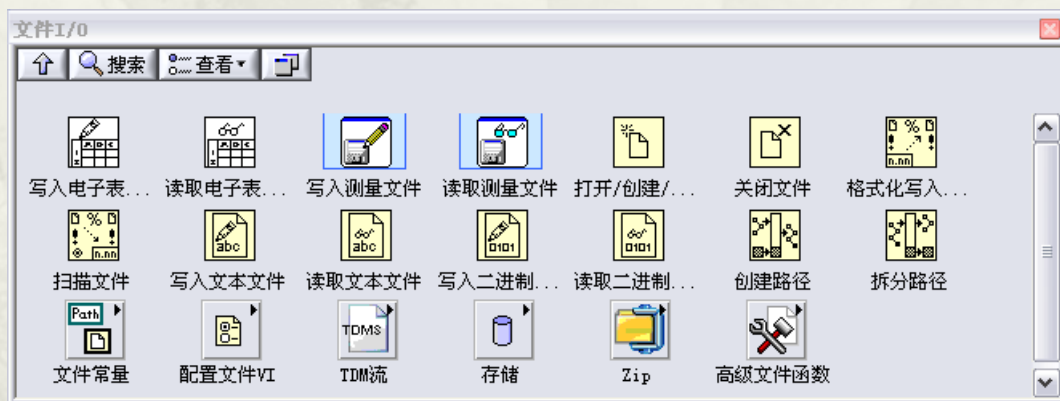 文件I/O
搜索 查看
写入电子表... 读取电子表... 写入测量文件 读取测量文件 打开/创建/... 关闭文件 格式化写入...
扫描文件 写入文本文件 读取文本文件 写入二进制... 读取二进制... 创建路径 拆分路径
Path TDMS
文件常量 配置文件VI TDM流 存储 Zip 高级文件函数